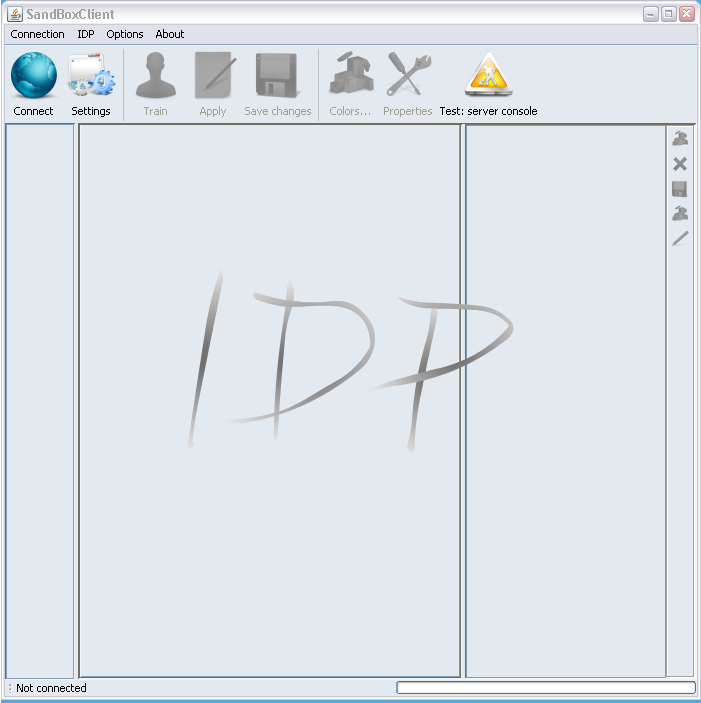 SandBoxClient
Connection IDP Options About
Connect Settings Train Apply Save changes Colors... Properties Test: server console
IDP
Not connected